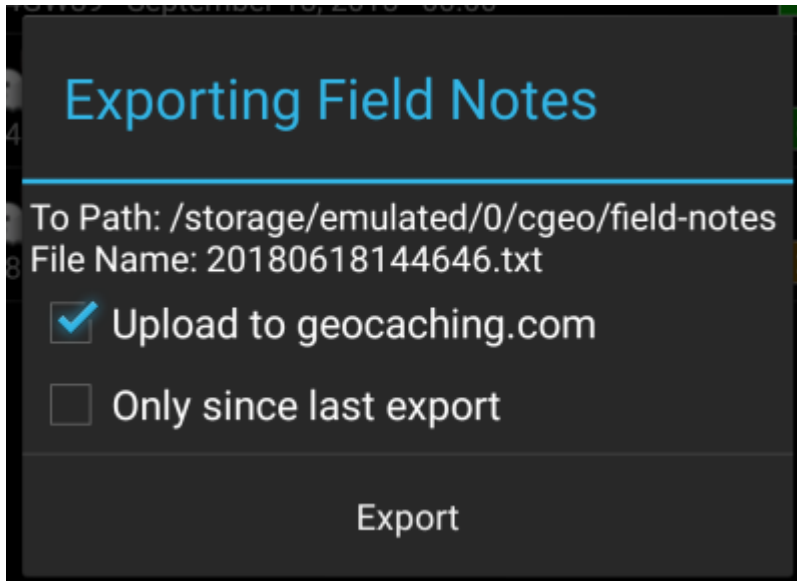 Exporting Field Notes
To Path: /storage/emulated/0/cgeo/field-notes
File Name: 20180618144646.txt
Upload to geocaching.com
Only since last export
Export